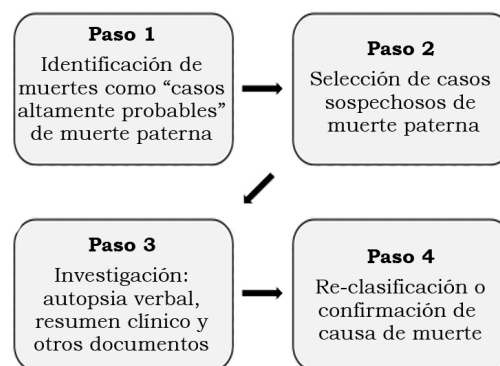 Paso 1
Identificación de
muertes como “casos
altamente probables”
de muerte paterna
Paso 2
Selección de casos
sospechosos de
muerte paterna
Paso 3
Investigación:
autopsia verbal,
resumen clínico y
otros documentos
Paso 4
Re-clasificación o
confirmación de
causa de muerte